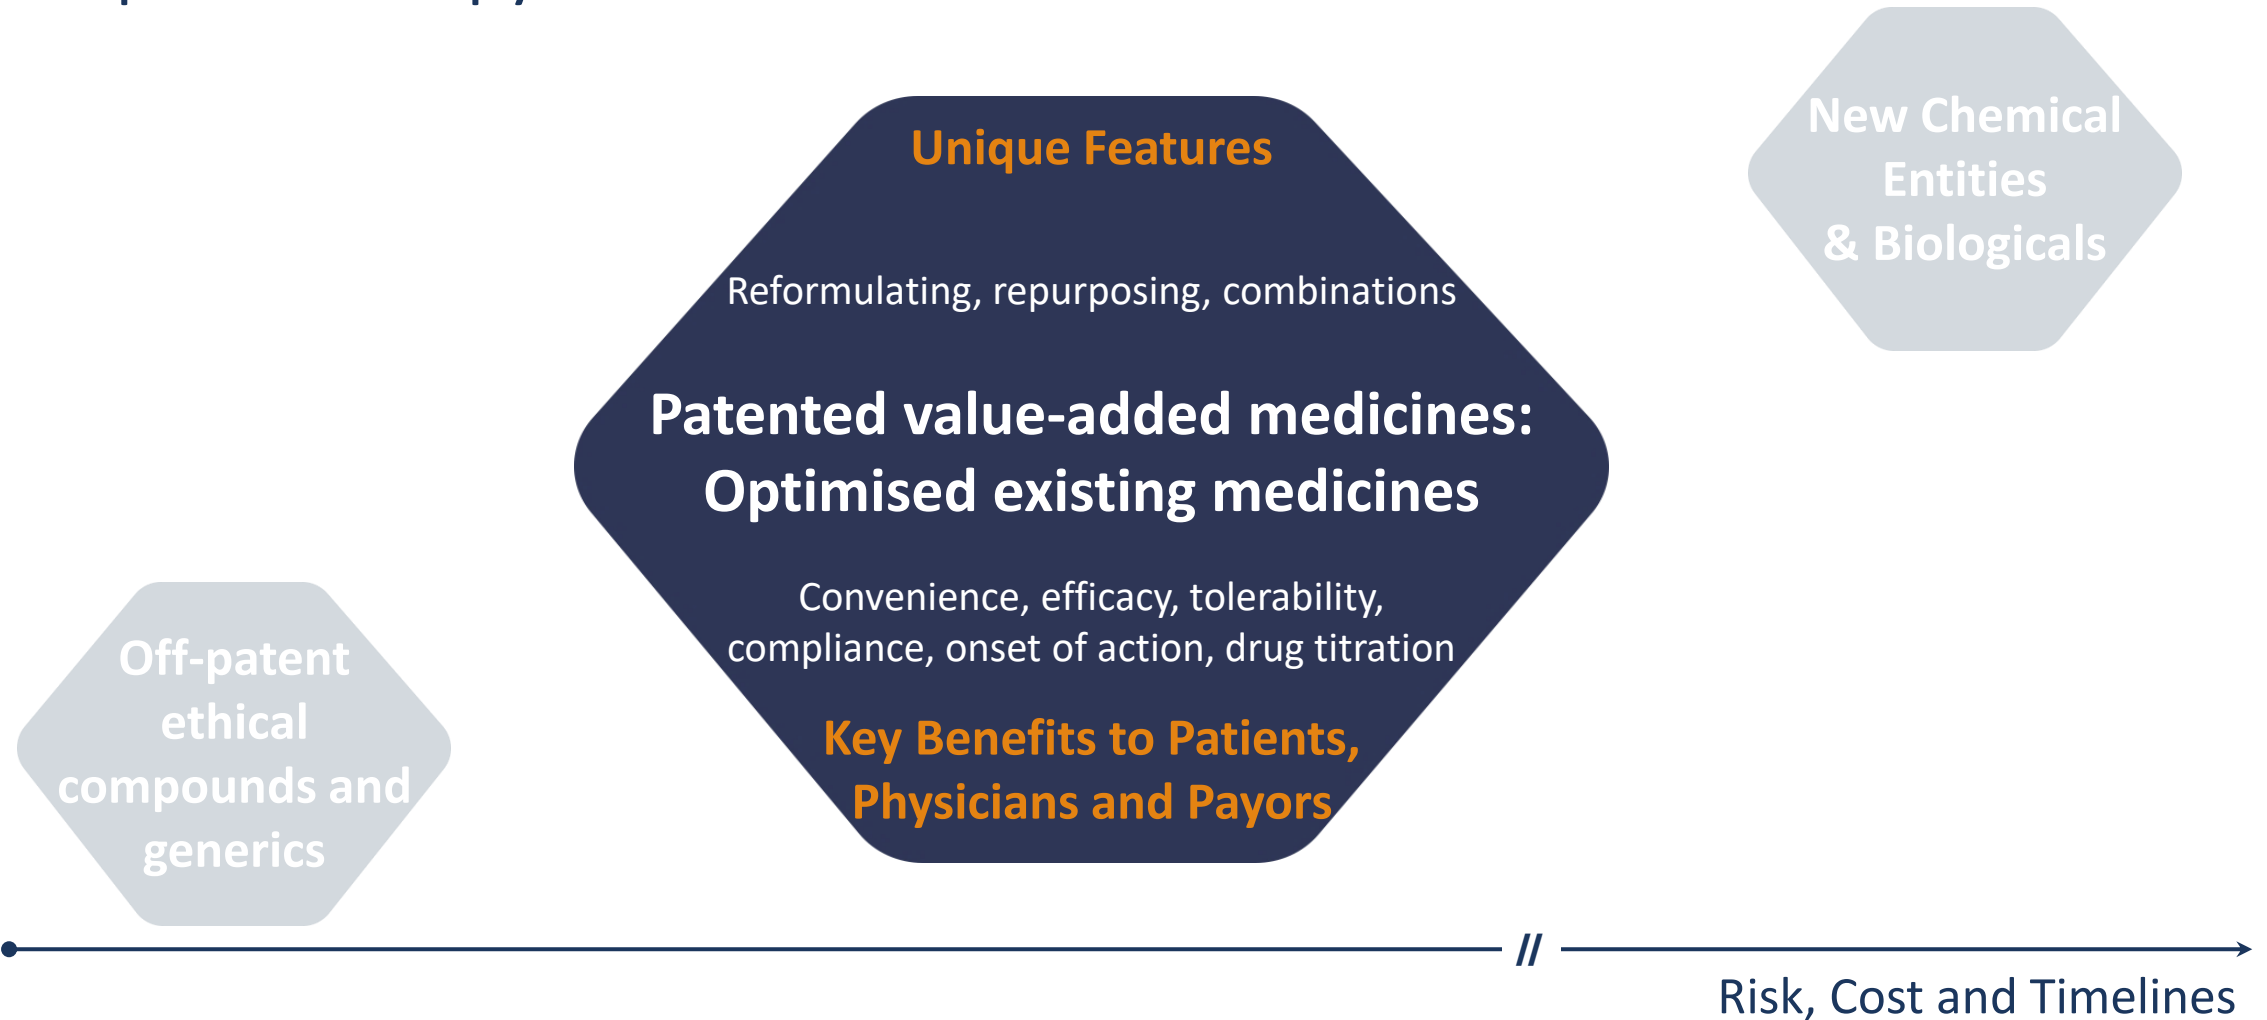 Unique Features
Reformulating, repurposing, combinations
Patented value-added medicines:
Optimised existing medicines
Convenience, efficacy, tolerability,
compliance, onset of action, drug titration
Key Benefits to Patients,
Physicians and Payors
New Chemical
Entities
& Biologicals
Off-patent
ethical
compounds and
generics
//
Risk, Cost and Timelines